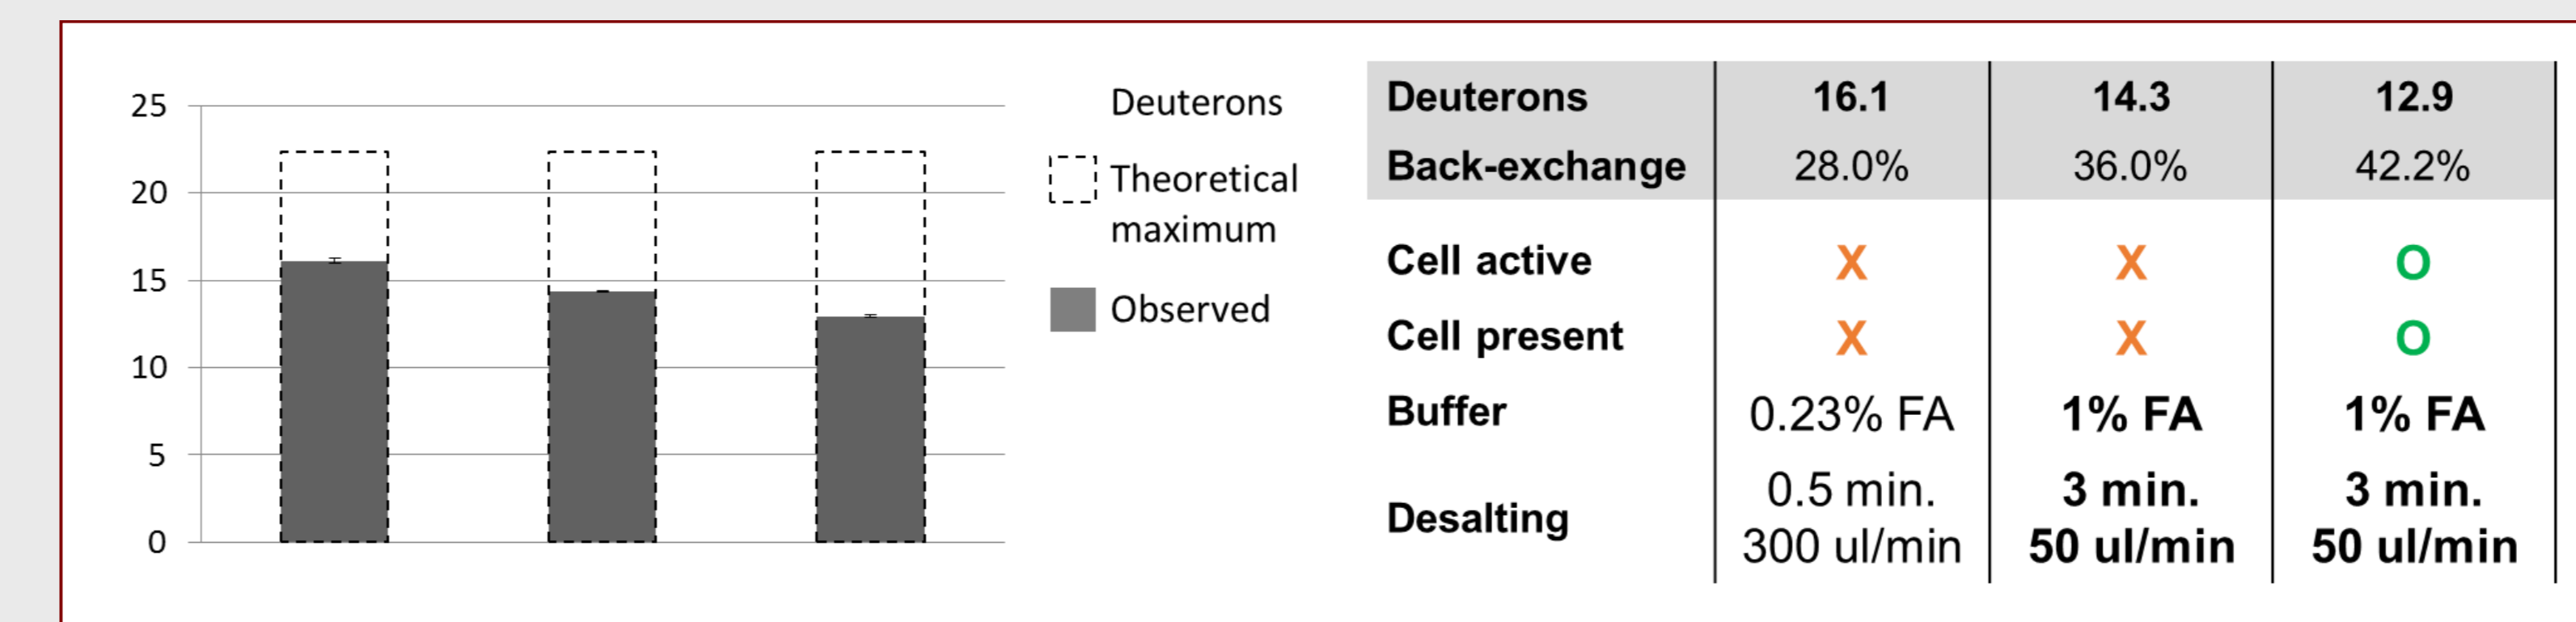 25
20
15
10
5
0
Deuterons
Theoretical
maximum
Observed
Deuterons 16.1 14.3 12.9
Back-exchange 28.0% 36.0% 42.2%
Cell active X X O
Cell present X X O
Buffer 0.23% FA 1% FA 1% FA
Desalting 0.5 min. 3 min. 3 min.
300 ul/min 50 ul/min 50 ul/min